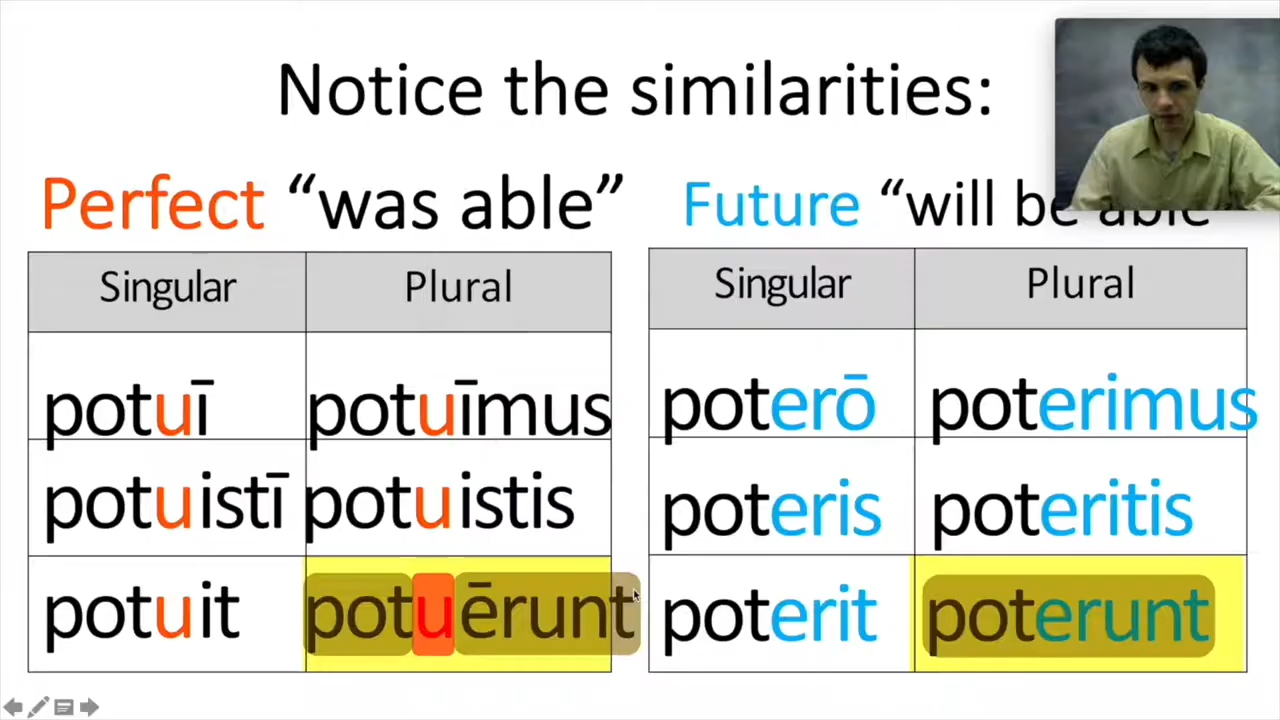 Notice the similarities:
Perfect “was able”
Future “will be able
Singular Plural
potuī potuīmus
potuistī potuistis
potuit potuērunt
Singular Plural
poterō poterimus
poteris poteritis
poterit poterunt